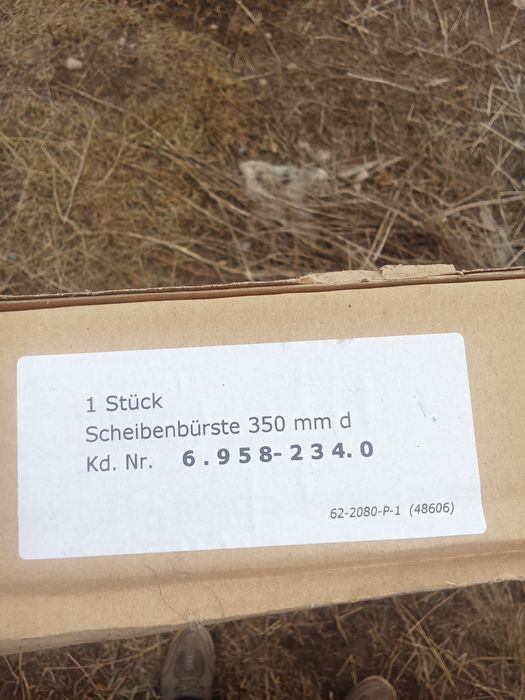 1 Stück
Scheibenbürste 350 mm d
Kd. Nr. 6.958-234.0
62-2080-P-1 (48606)